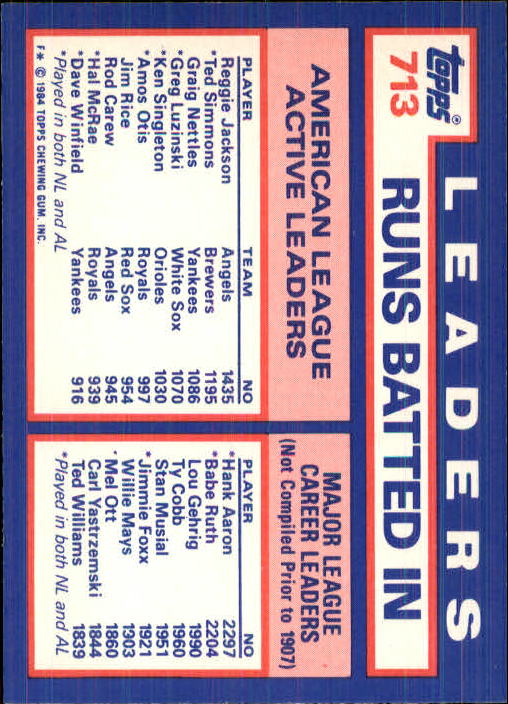 topps®
713
LEADERS
RUNS BATTED IN
AMERICAN LEAGUE
ACTIVE LEADERS
PLAYER TEAM NO
Reggie Jackson Angels 1435
*Ted Simmons Brewers 1195
Graig Nettles Yankees 1086
*Greg Luzinski White Sox 1070
*Ken Singleton Orioles 1030
*Amos Otis Royals 997
Jim Rice Red Sox 954
Rod Carew Angels 945
*Hal McRae Royals 939
*Dave Winfield Yankees 916
*Played in both NL and AL
F* © 1984 TOPPS CHEWING GUM, INC.
MAJOR LEAGUE
CAREER LEADERS
(Not Compiled Prior to 1907)
PLAYER NO
*Hank Aaron 2297
*Babe Ruth 2204
Lou Gehrig 1990
Ty Cobb 1960
Stan Musial 1951
*Jimmie Foxx 1921
Willie Mays 1903
*Mel Ott 1860
Carl Yastrzemski 1844
Ted Williams 1839
*Played in both NL and AL